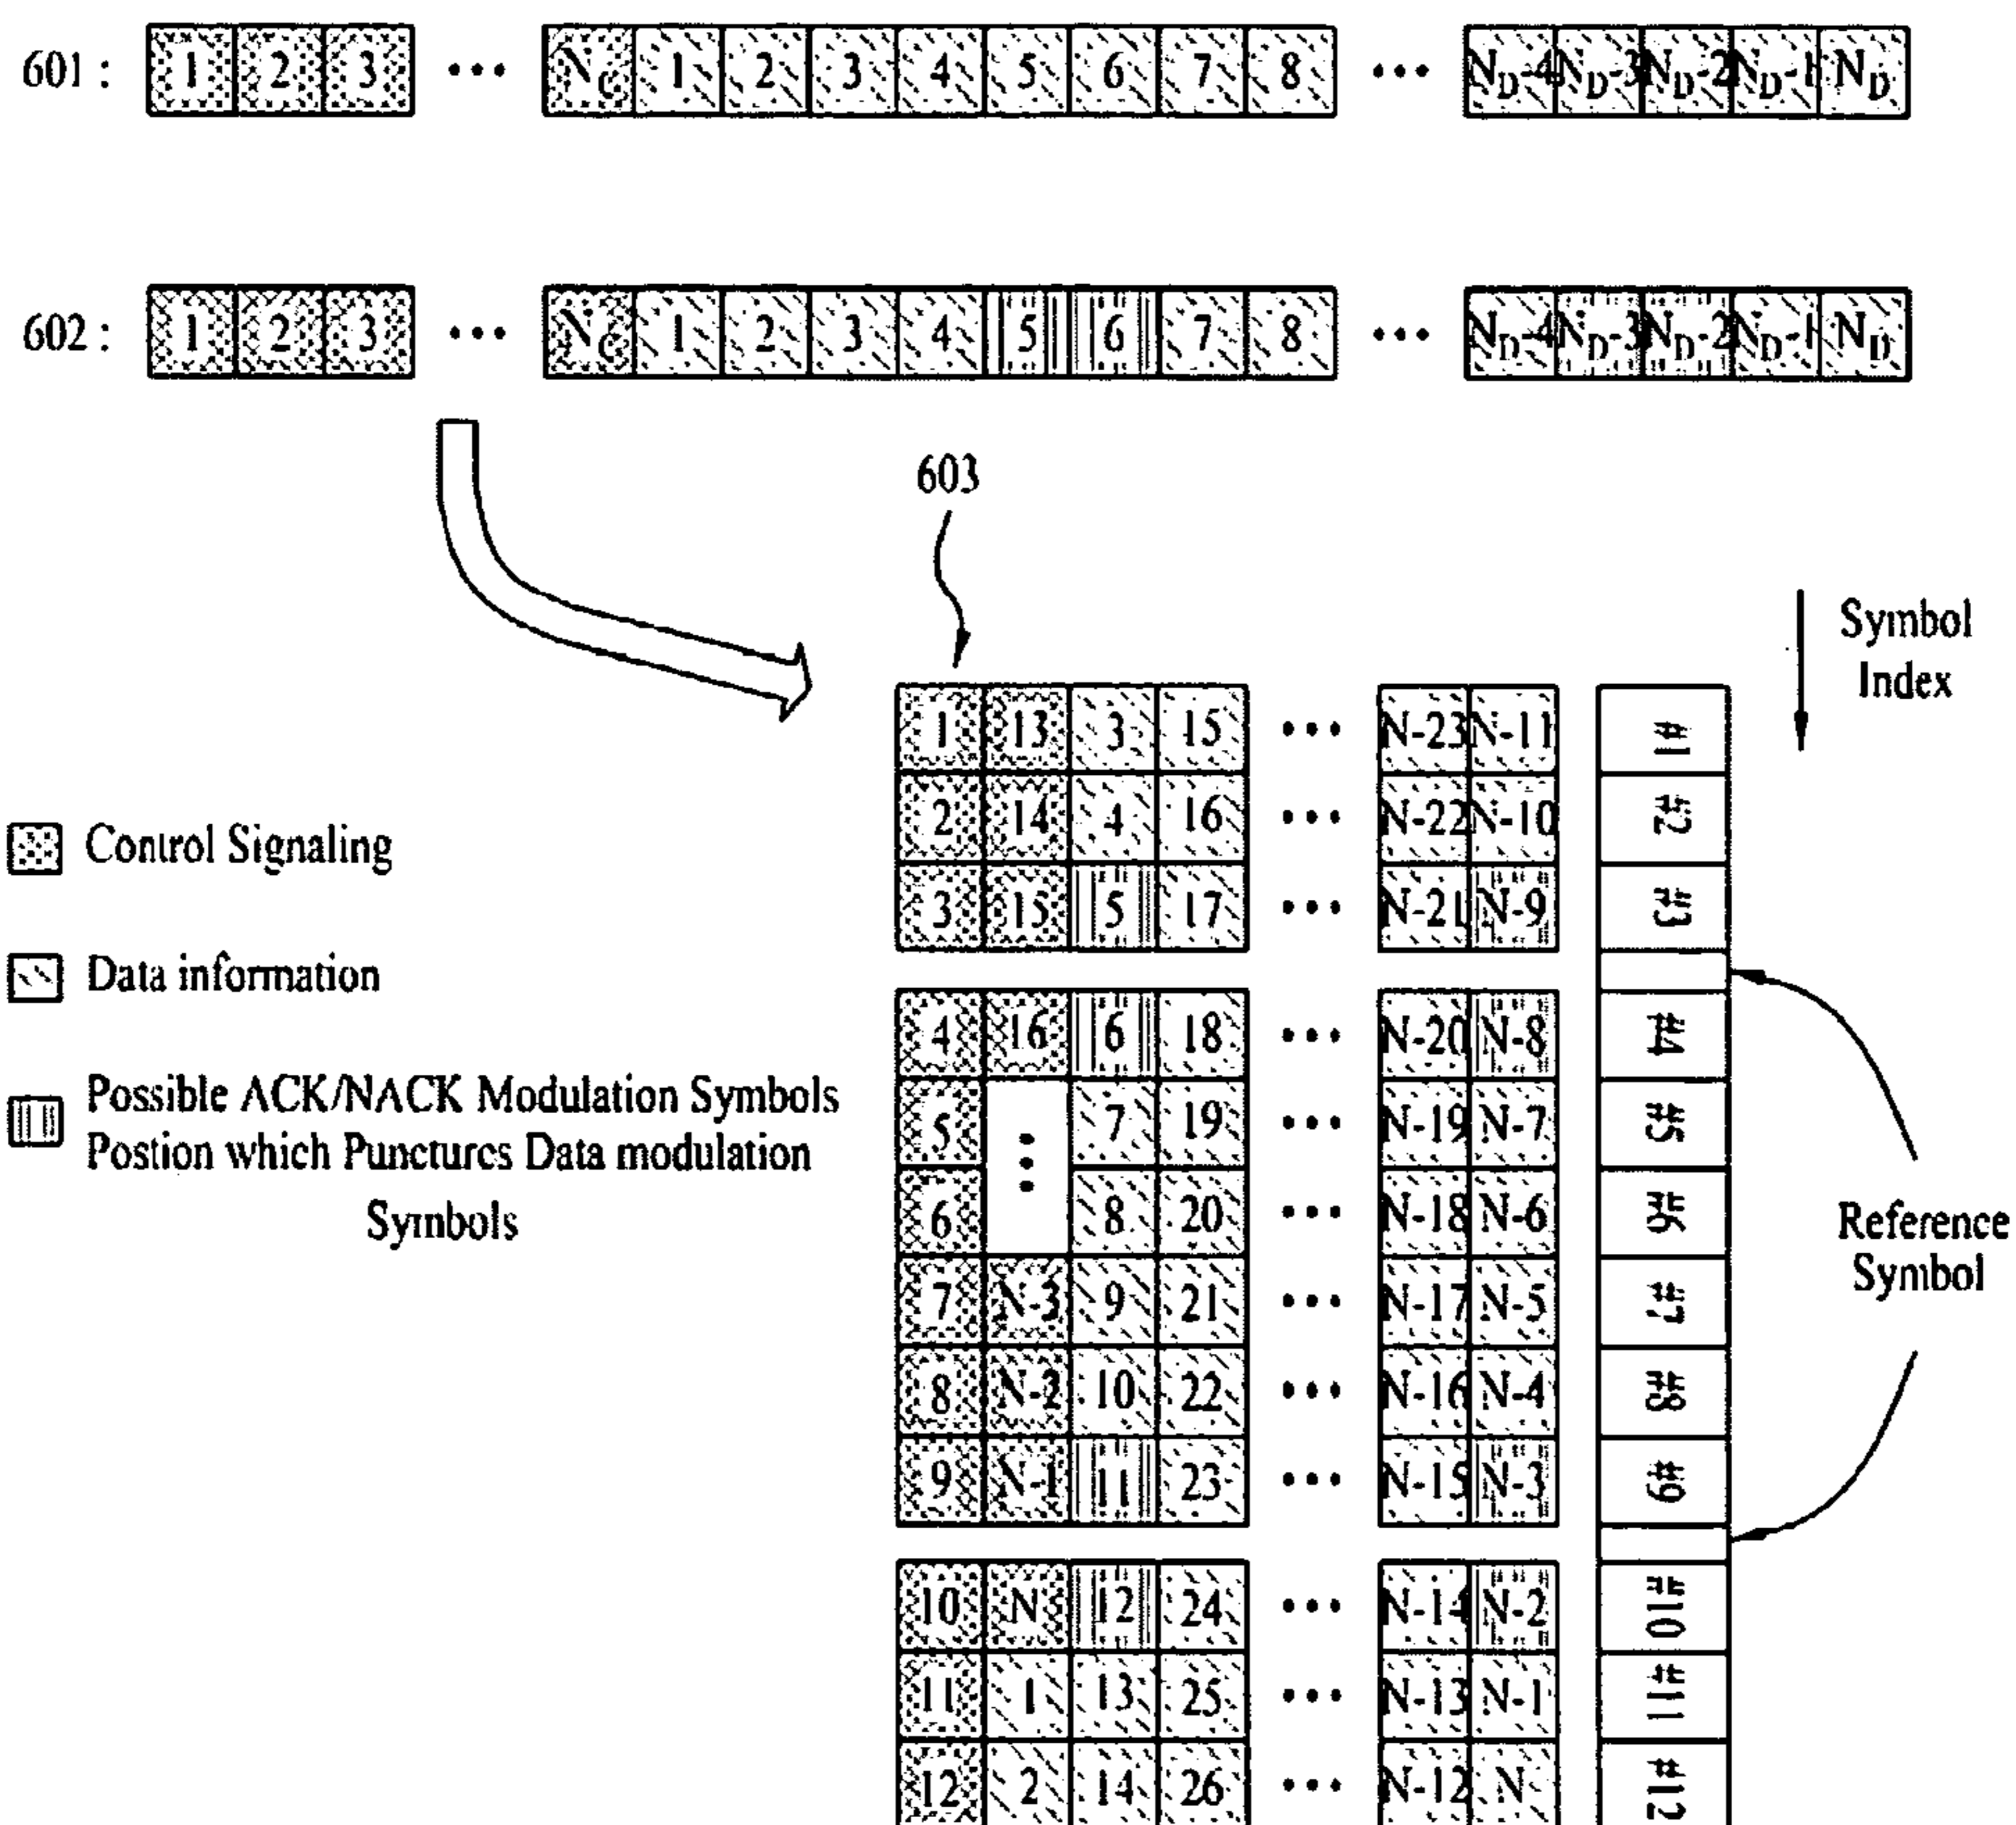 601 : 1 2 3 ••• N_C 1 2 3 4 5 6 7 8 ••• N_D-4 N_D-3 N_D-2 N_D-1 N_D
602 : 1 2 3 ••• N_C 1 2 3 4 5 6 7 8 ••• N_D-4 N_D-3 N_D-2 N_D-1 N_D
603
Symbol
Index
Control Signaling
Data information
Possible ACK/NACK Modulation Symbols
Postion which Punctures Data modulation
Symbols
1 13 3 15 ••• N-23 N-11 #1
2 14 4 16 ••• N-22 N-10 #2
3 15 5 17 ••• N-21 N-9 #3
4 16 6 18 ••• N-20 N-8 #4
5 7 19 ••• N-19 N-7 #5
6 8 20 ••• N-18 N-6 #6
7 N-3 9 21 ••• N-17 N-5 #7
8 N-2 10 22 ••• N-16 N-4 #8
9 N-1 11 23 ••• N-15 N-3 #9
10 N 12 24 ••• N-14 N-2 #10
11 1 13 25 ••• N-13 N-1 #11
12 2 14 26 ••• N-12 N #12
Reference
Symbol